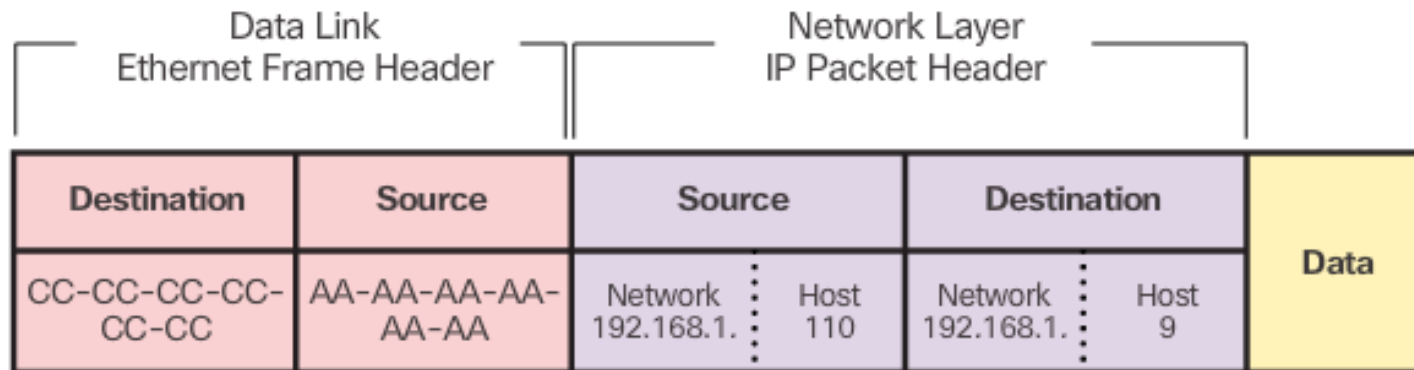 Data Link
Ethernet Frame Header
Network Layer
IP Packet Header
Destination
Source
Source
Destination
Data
CC-CC-CC-CC-
CC-CC
AA-AA-AA-AA-
AA-AA
Network
192.168.1.
Host
110
Network
192.168.1.
Host
9